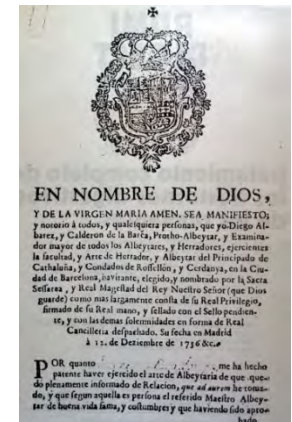 EN NOMBRE DE DIOS,
Y DE LA VIRGEN MARIA AMEN. SEA MANIFIESTO;
y notorio à todos, y qualesquiera personas, que yo Diego Al-
barez, y Calderon de la Barca, Protho-Albeytar, y Examina-
dor mayor de todos los Albeytares, y Herradores, ejercientes
la facultad, y Arte de Herrador, y Albeytar del Principado de
Cathaluña, y Condados de Rossellòn, y Cerdanya, en la Ciu-
dad de Barcelona, havitante, elegido, y nombrado por la Sacra
Cessarea, y Real Magestad del Rey Nuestro Señor (que Dios
guarde) como mas largamente consta de su Real Privilegio,
firmado de su Real mano, y sellado con el Sello pendien-
te, y con las demas solemnidades en forma de Real
Cancilleria despachado. Su fecha en Madrid
à 12. de Deziembre de 1736 &c.
POR quanto me ha hecho
patente haver ejercido el arte de Albeytaria de que que-
do plenamente informado de Relacion, que ad aurem he toma-
do, y que segun aquella es persona el referido Maestro Albey-
tar de buena vida fama, y costumbres y que haviendo sido apro-
bado